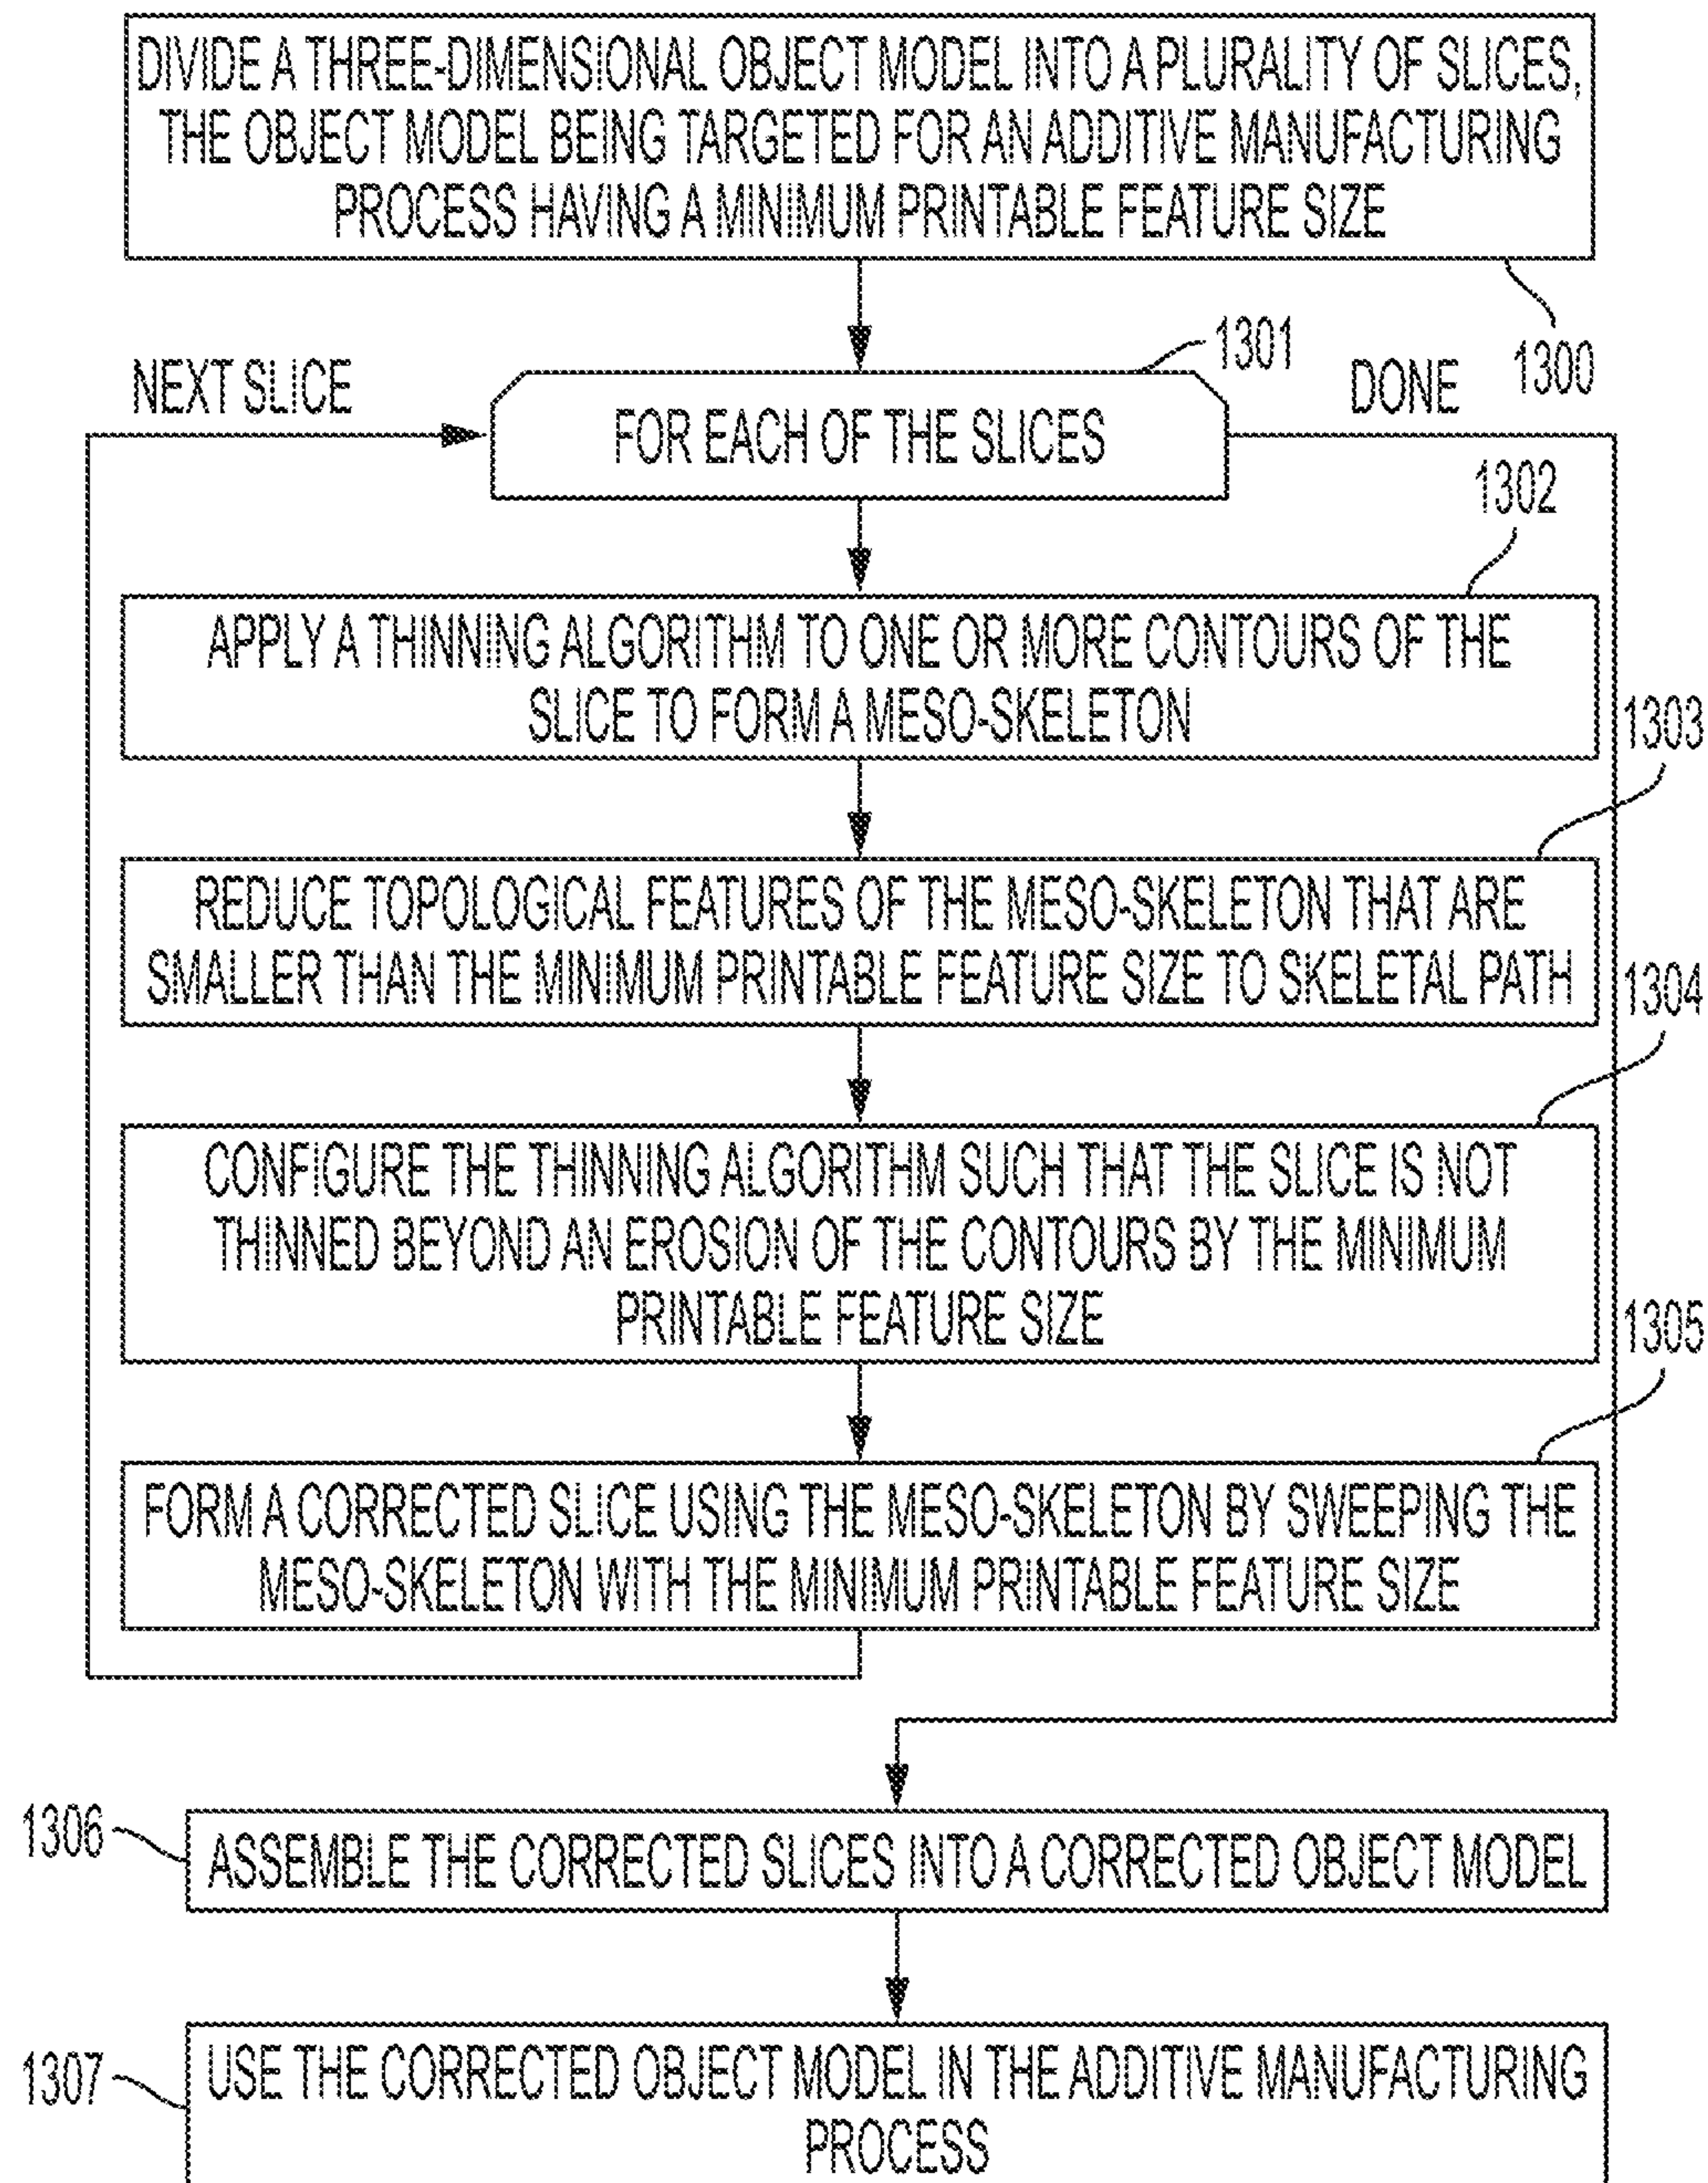 DIVIDE A THREE-DIMENSIONAL OBJECT MODEL INTO A PLURALITY OF SLICES,
THE OBJECT MODEL BEING TARGETED FOR AN ADDITIVE MANUFACTURING
PROCESS HAVING A MINIMUM PRINTABLE FEATURE SIZE
1300
1301
NEXT SLICE
DONE
FOR EACH OF THE SLICES
1302
APPLY A THINNING ALGORITHM TO ONE OR MORE CONTOURS OF THE
SLICE TO FORM A MESO-SKELETON
1303
REDUCE TOPOLOGICAL FEATURES OF THE MESO-SKELETON THAT ARE
SMALLER THAN THE MINIMUM PRINTABLE FEATURE SIZE TO SKELETAL PATH
1304
CONFIGURE THE THINNING ALGORITHM SUCH THAT THE SLICE IS NOT
THINNED BEYOND AN EROSION OF THE CONTOURS BY THE MINIMUM
PRINTABLE FEATURE SIZE
1305
FORM A CORRECTED SLICE USING THE MESO-SKELETON BY SWEEPING THE
MESO-SKELETON WITH THE MINIMUM PRINTABLE FEATURE SIZE
1306
ASSEMBLE THE CORRECTED SLICES INTO A CORRECTED OBJECT MODEL
1307
USE THE CORRECTED OBJECT MODEL IN THE ADDITIVE MANUFACTURING
PROCESS